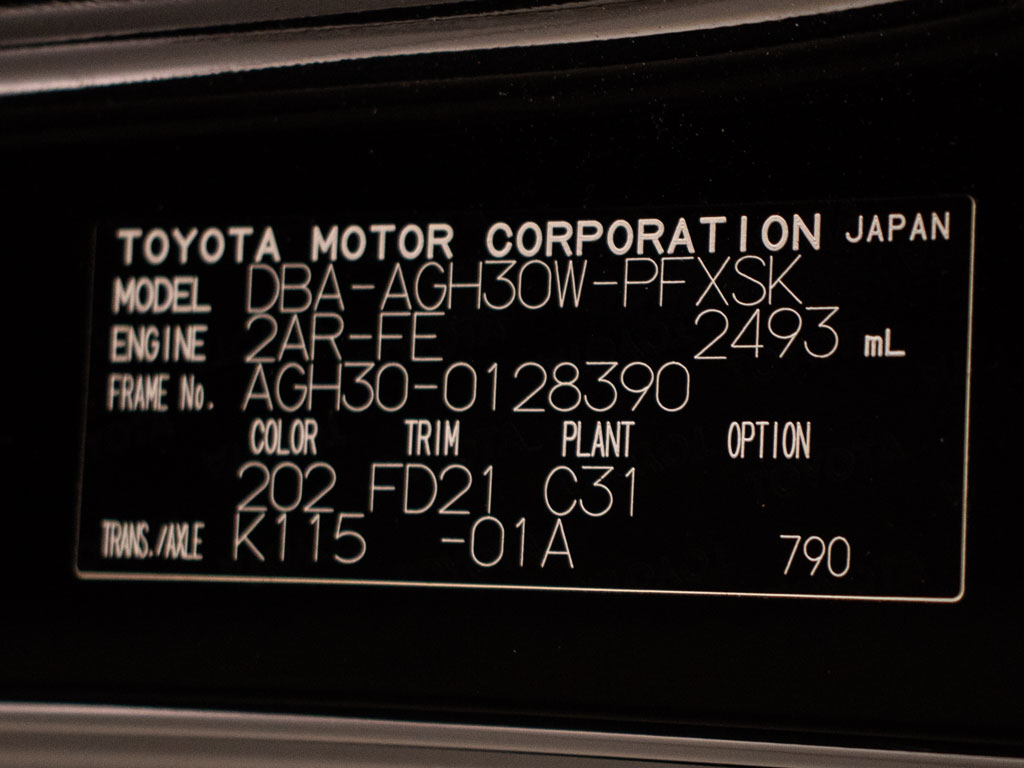 TOYOTA MOTOR CORPORATION JAPAN
MODEL DBA-AGH30W-PFXSK
ENGINE 2AR-FE 2493 mL
FRAME No. AGH30-0128390
COLOR TRIM PLANT OPTION
202 FD21 C31
TRANS./AXLE K115 -01A 790